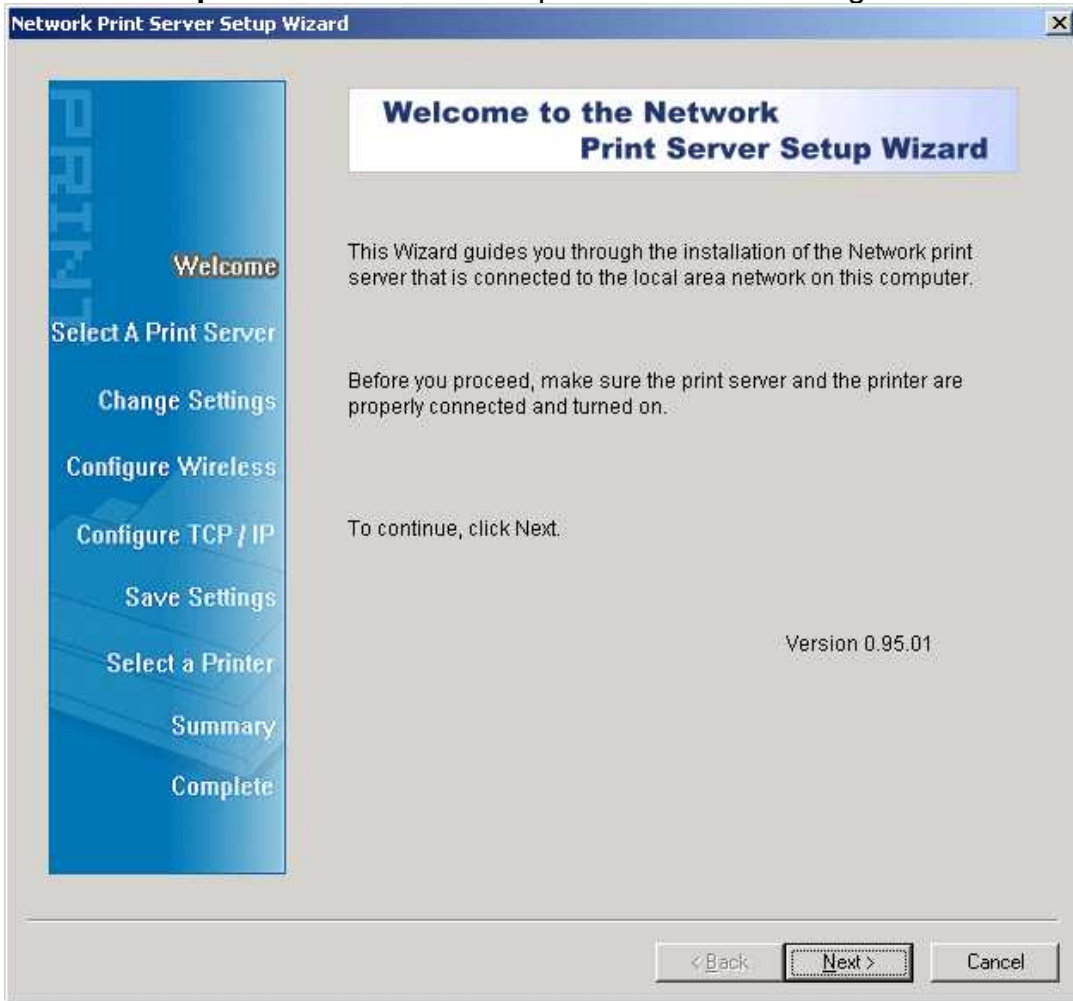 Network Print Server Setup Wizard
PRINT
Welcome
Select A Print Server
Change Settings
Configure Wireless
Configure TCP / IP
Save Settings
Select a Printer
Summary
Complete
Welcome to the Network
Print Server Setup Wizard
This Wizard guides you through the installation of the Network print
server that is connected to the local area network on this computer.
Before you proceed, make sure the print server and the printer are
properly connected and turned on.
To continue, click Next.
Version 0.95.01
< Back
Next >
Cancel